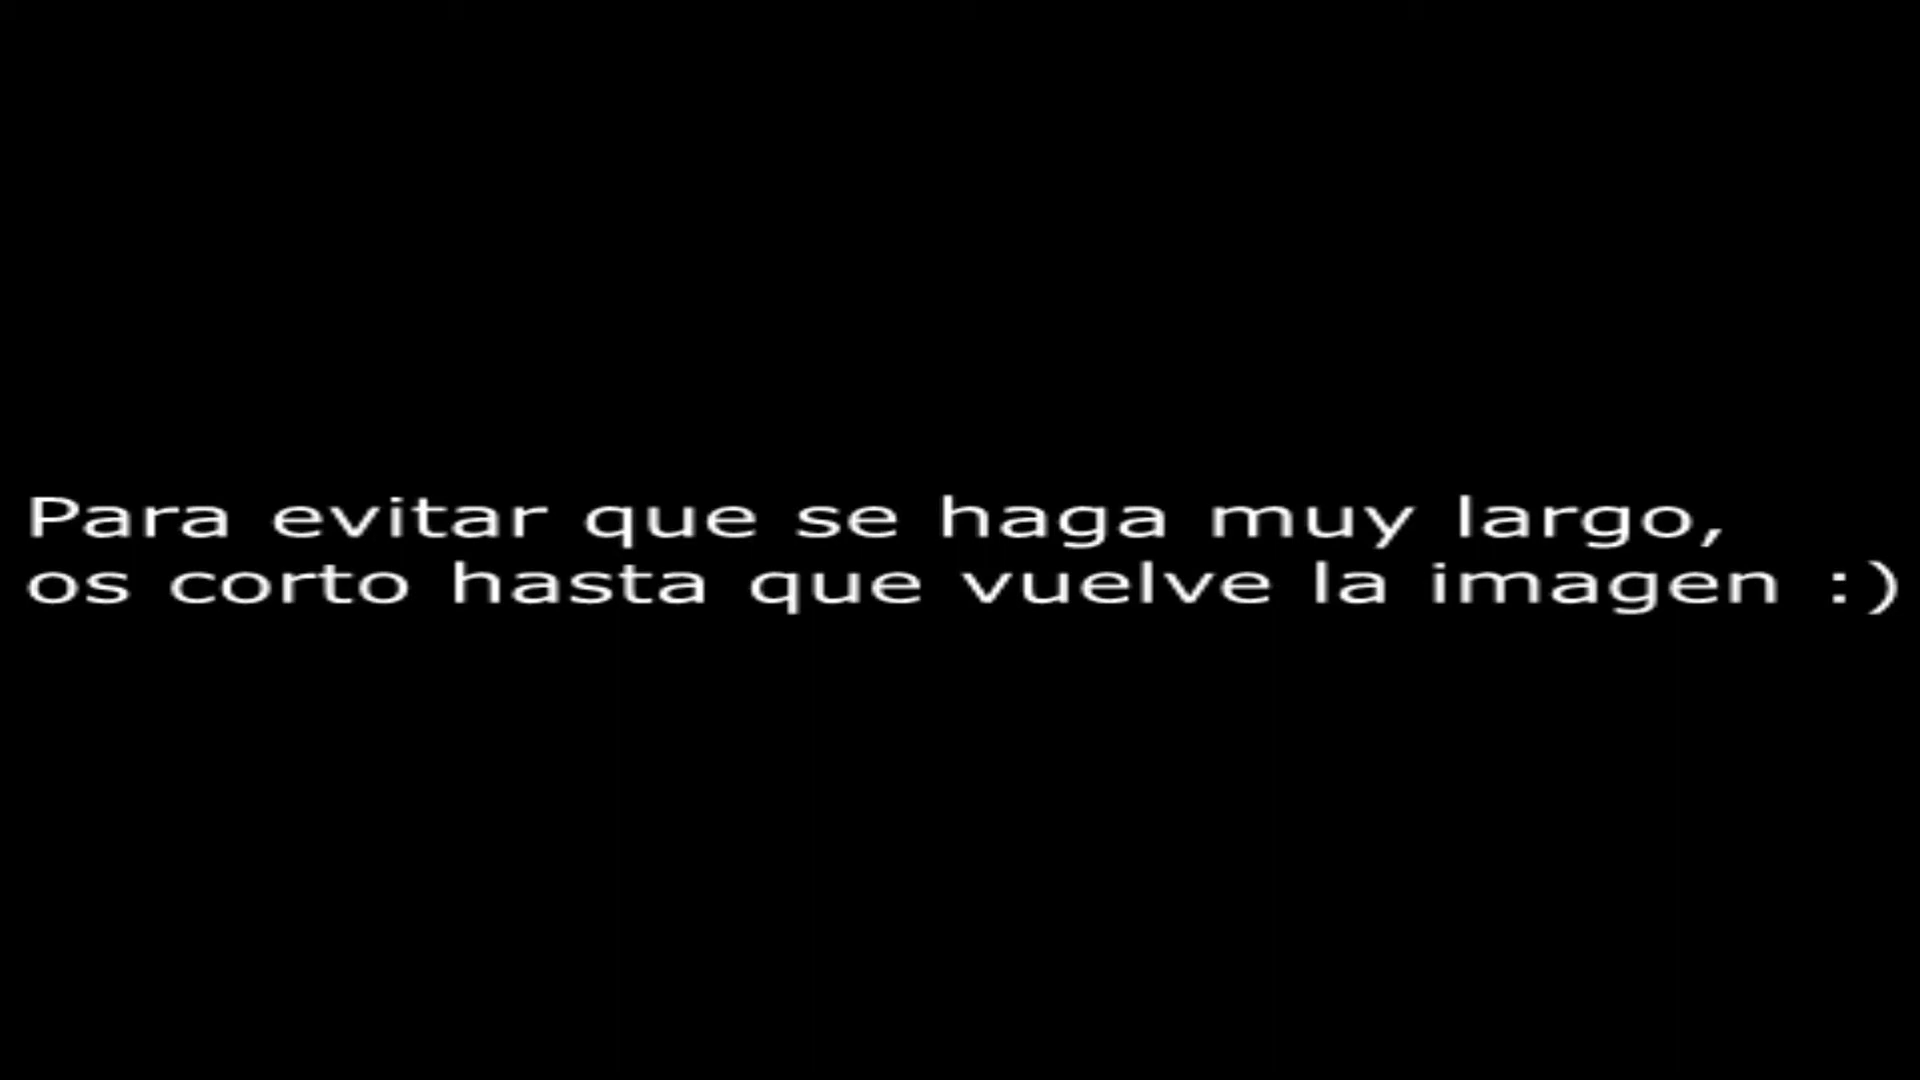 Para evitar que se haga muy largo,
os corto hasta que vuelve la imagen :)